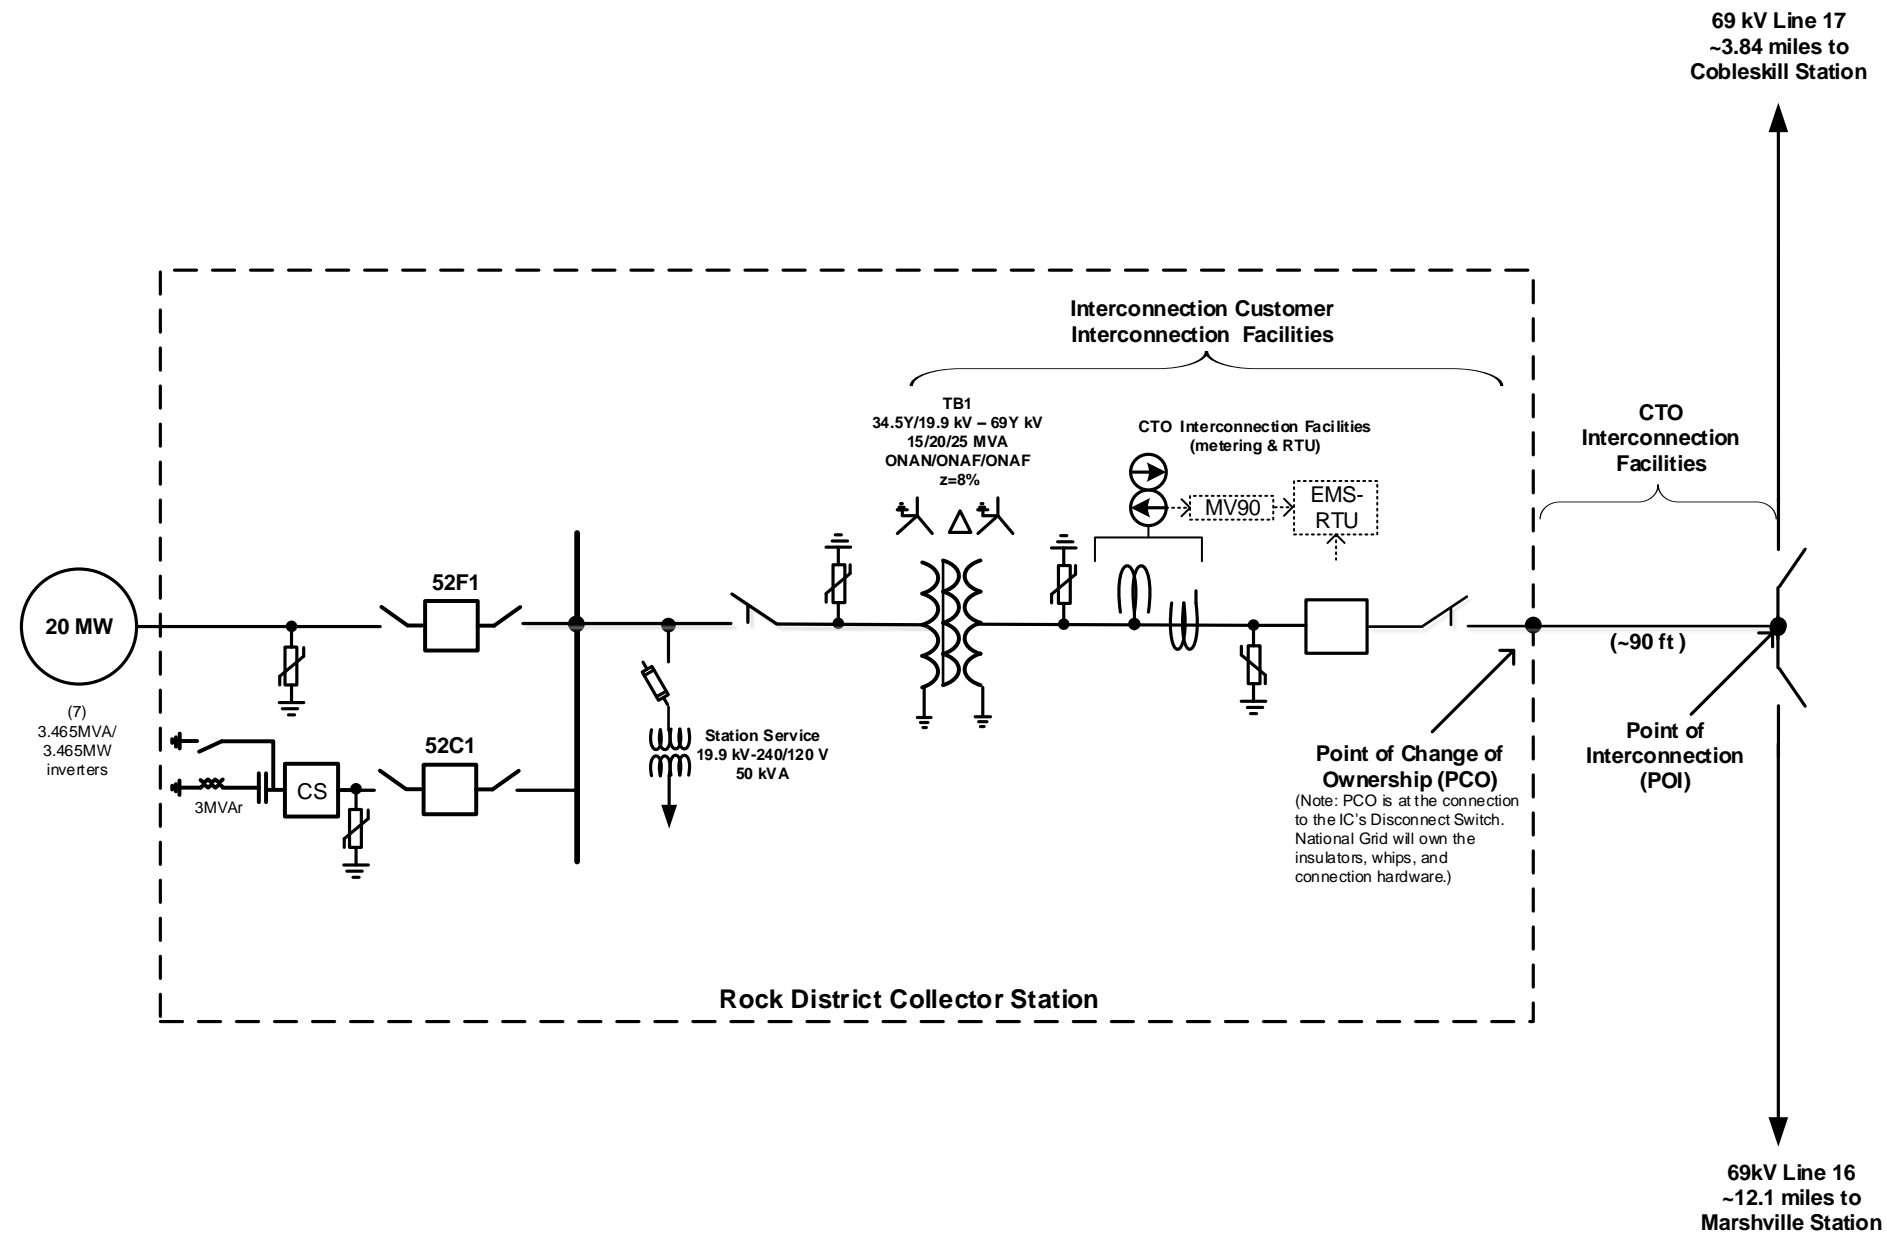 69 kV Line 17
~3.84 miles to
Cobleskill Station
Interconnection Customer
Interconnection Facilities
TB1
34.5Y/19.9 kV – 69Y kV
15/20/25 MVA
ONAN/ONAF/ONAF
z=8%
CTO Interconnection Facilities
(metering & RTU)
MV90
EMS-
RTU
CTO
Interconnection
Facilities
20 MW
(7)
3.465MVA/
3.465MW
inverters
52F1
52C1
CS
3MVAr
Station Service
19.9 kV-240/120 V
50 kVA
(~90 ft )
Point of Change of
Ownership (PCO)
(Note: PCO is at the connection
to the IC’s Disconnect Switch.
National Grid will own the
insulators, whips, and
connection hardware.)
Point of
Interconnection
(POI)
Rock District Collector Station
69kV Line 16
~12.1 miles to
Marshville Station